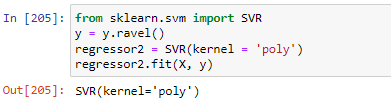 In [205]: from sklearn.svm import SVR
y = y.ravel()
regressor2 = SVR(kernel = 'poly')
regressor2.fit(X, y)
Out[205]: SVR(kernel='poly')